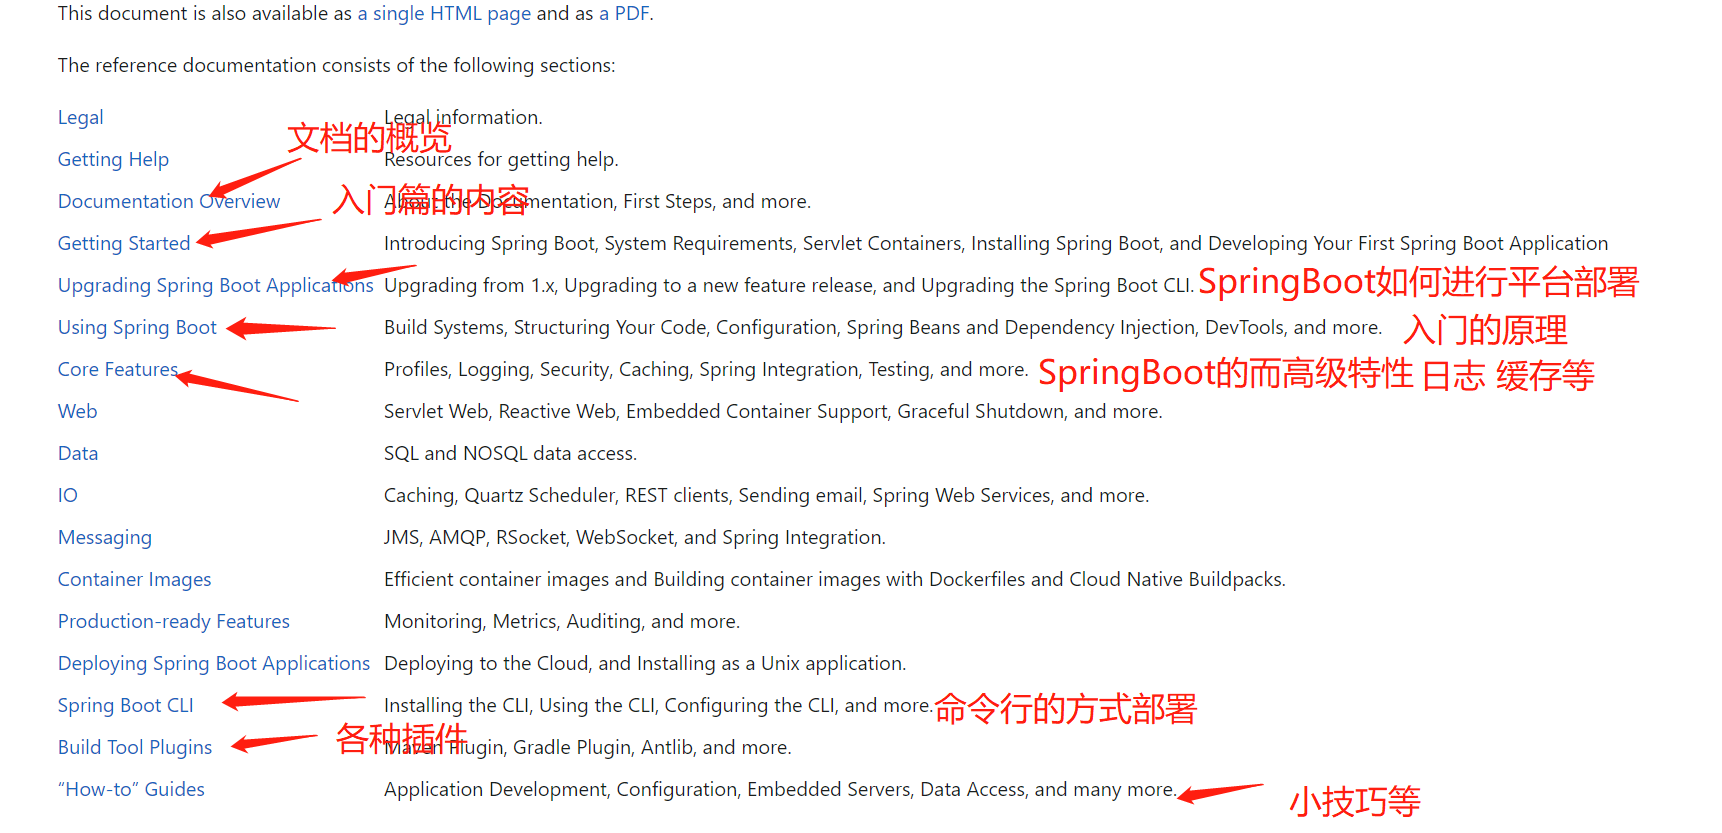 This document is also available as a single HTML page and as a PDF.
The reference documentation consists of the following sections:
Legal Legal information.
文档的概览
Getting Help Resources for getting help.
入门篇的内容
Documentation Overview About the Documentation, First Steps, and more.
Getting Started Introducing Spring Boot, System Requirements, Servlet Containers, Installing Spring Boot, and Developing Your First Spring Boot Application
Upgrading Spring Boot Applications Upgrading from 1.x, Upgrading to a new feature release, and Upgrading the Spring Boot CLI. SpringBoot如何进行平台部署
Using Spring Boot Build Systems, Structuring Your Code, Configuration, Spring Beans and Dependency Injection, DevTools, and more. 入门的原理
Core Features Profiles, Logging, Security, Caching, Spring Integration, Testing, and more. SpringBoot的而高级特性 日志 缓存等
Web Servlet Web, Reactive Web, Embedded Container Support, Graceful Shutdown, and more.
Data SQL and NOSQL data access.
IO Caching, Quartz Scheduler, REST clients, Sending email, Spring Web Services, and more.
Messaging JMS, AMQP, RSocket, WebSocket, and Spring Integration.
Container Images Efficient container images and Building container images with Dockerfiles and Cloud Native Buildpacks.
Production-ready Features Monitoring, Metrics, Auditing, and more.
Deploying Spring Boot Applications Deploying to the Cloud, and Installing as a Unix application.
Spring Boot CLI Installing the CLI, Using the CLI, Configuring the CLI, and more. 命令行的方式部署
各种插件
Build Tool Plugins Maven Plugin, Gradle Plugin, Antlib, and more.
“How-to” Guides Application Development, Configuration, Embedded Servers, Data Access, and many more. 小技巧等